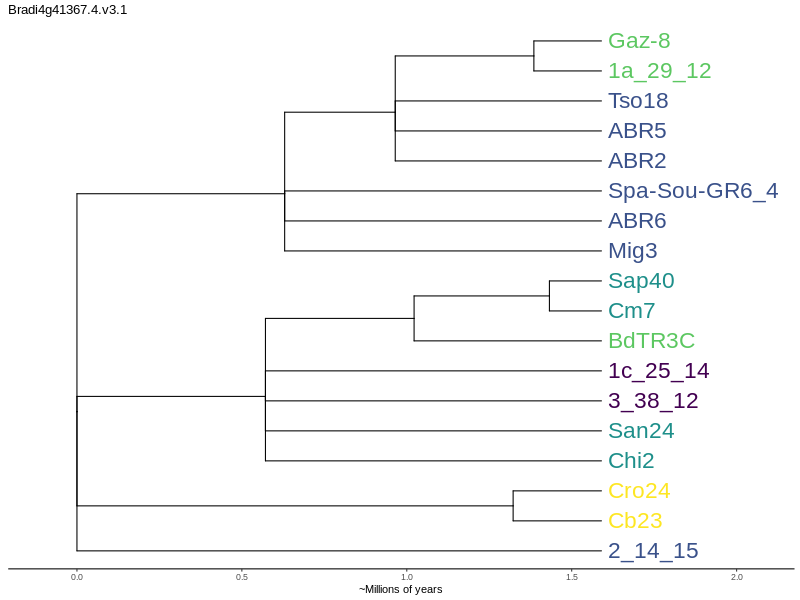 Bradi4g41367.4.v3.1
Gaz-8
1a_29_12
Tso18
ABR5
ABR2
Spa-Sou-GR6_4
ABR6
Mig3
Sap40
Cm7
BdTR3C
1c_25_14
3_38_12
San24
Chi2
Cro24
Cb23
2_14_15
0.0 0.5 1.0 1.5 2.0
~Millions of years